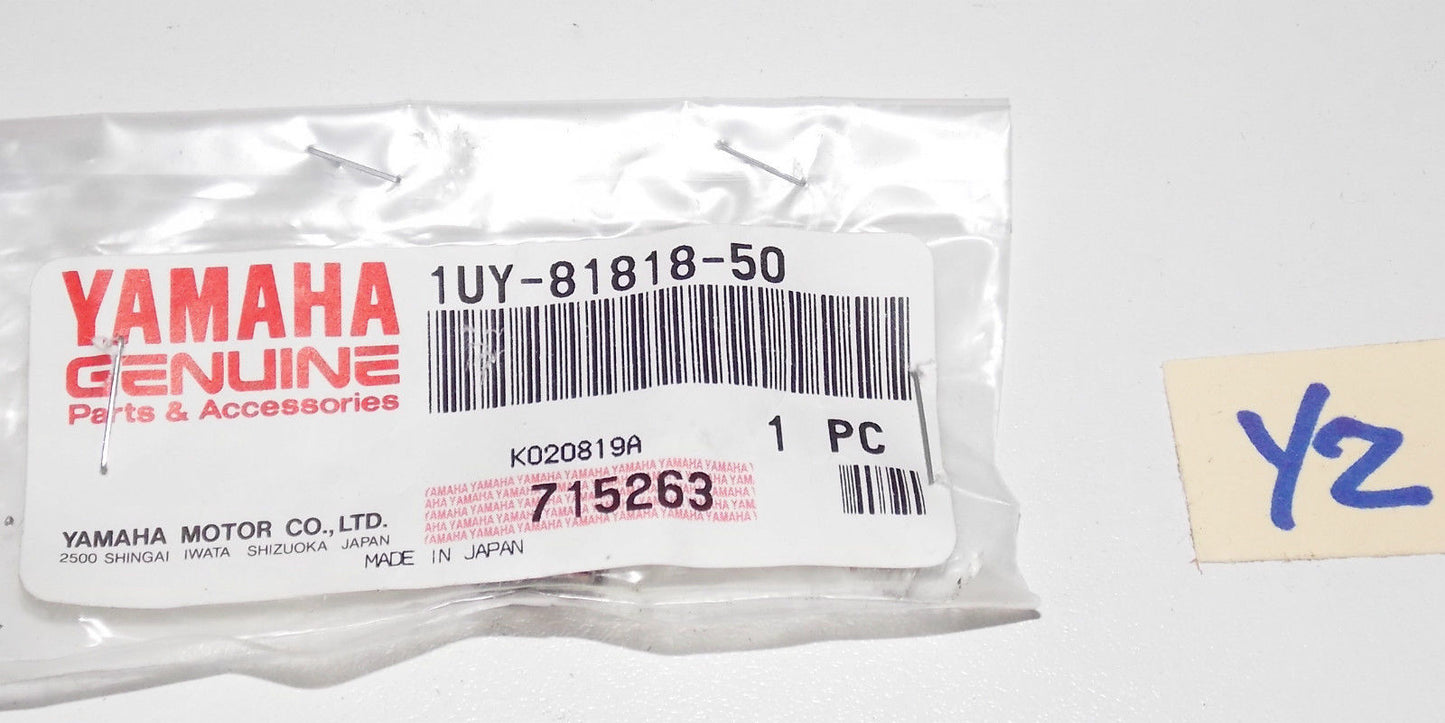 YAMAHA
GENUINE
Parts & Accessories
1UY-81818-50
1 PC
K020819A
715263
YAMAHA MOTOR CO., LTD.
2500 SHINGAI IWATA SHIZUOKA JAPAN
MADE IN JAPAN
YZ